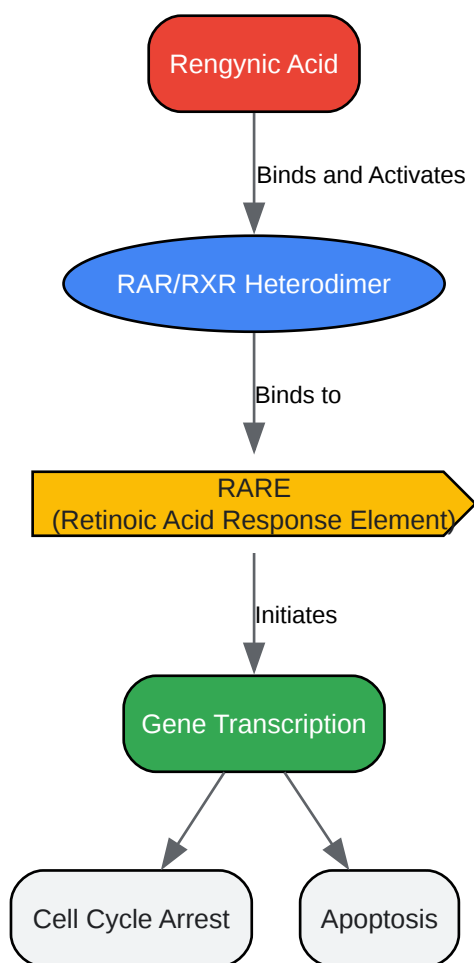 Rengynic Acid
Binds and Activates
RAR/RXR Heterodimer
Binds to
RARE
(Retinoic Acid Response Element)
Initiates
Gene Transcription
Cell Cycle Arrest
Apoptosis